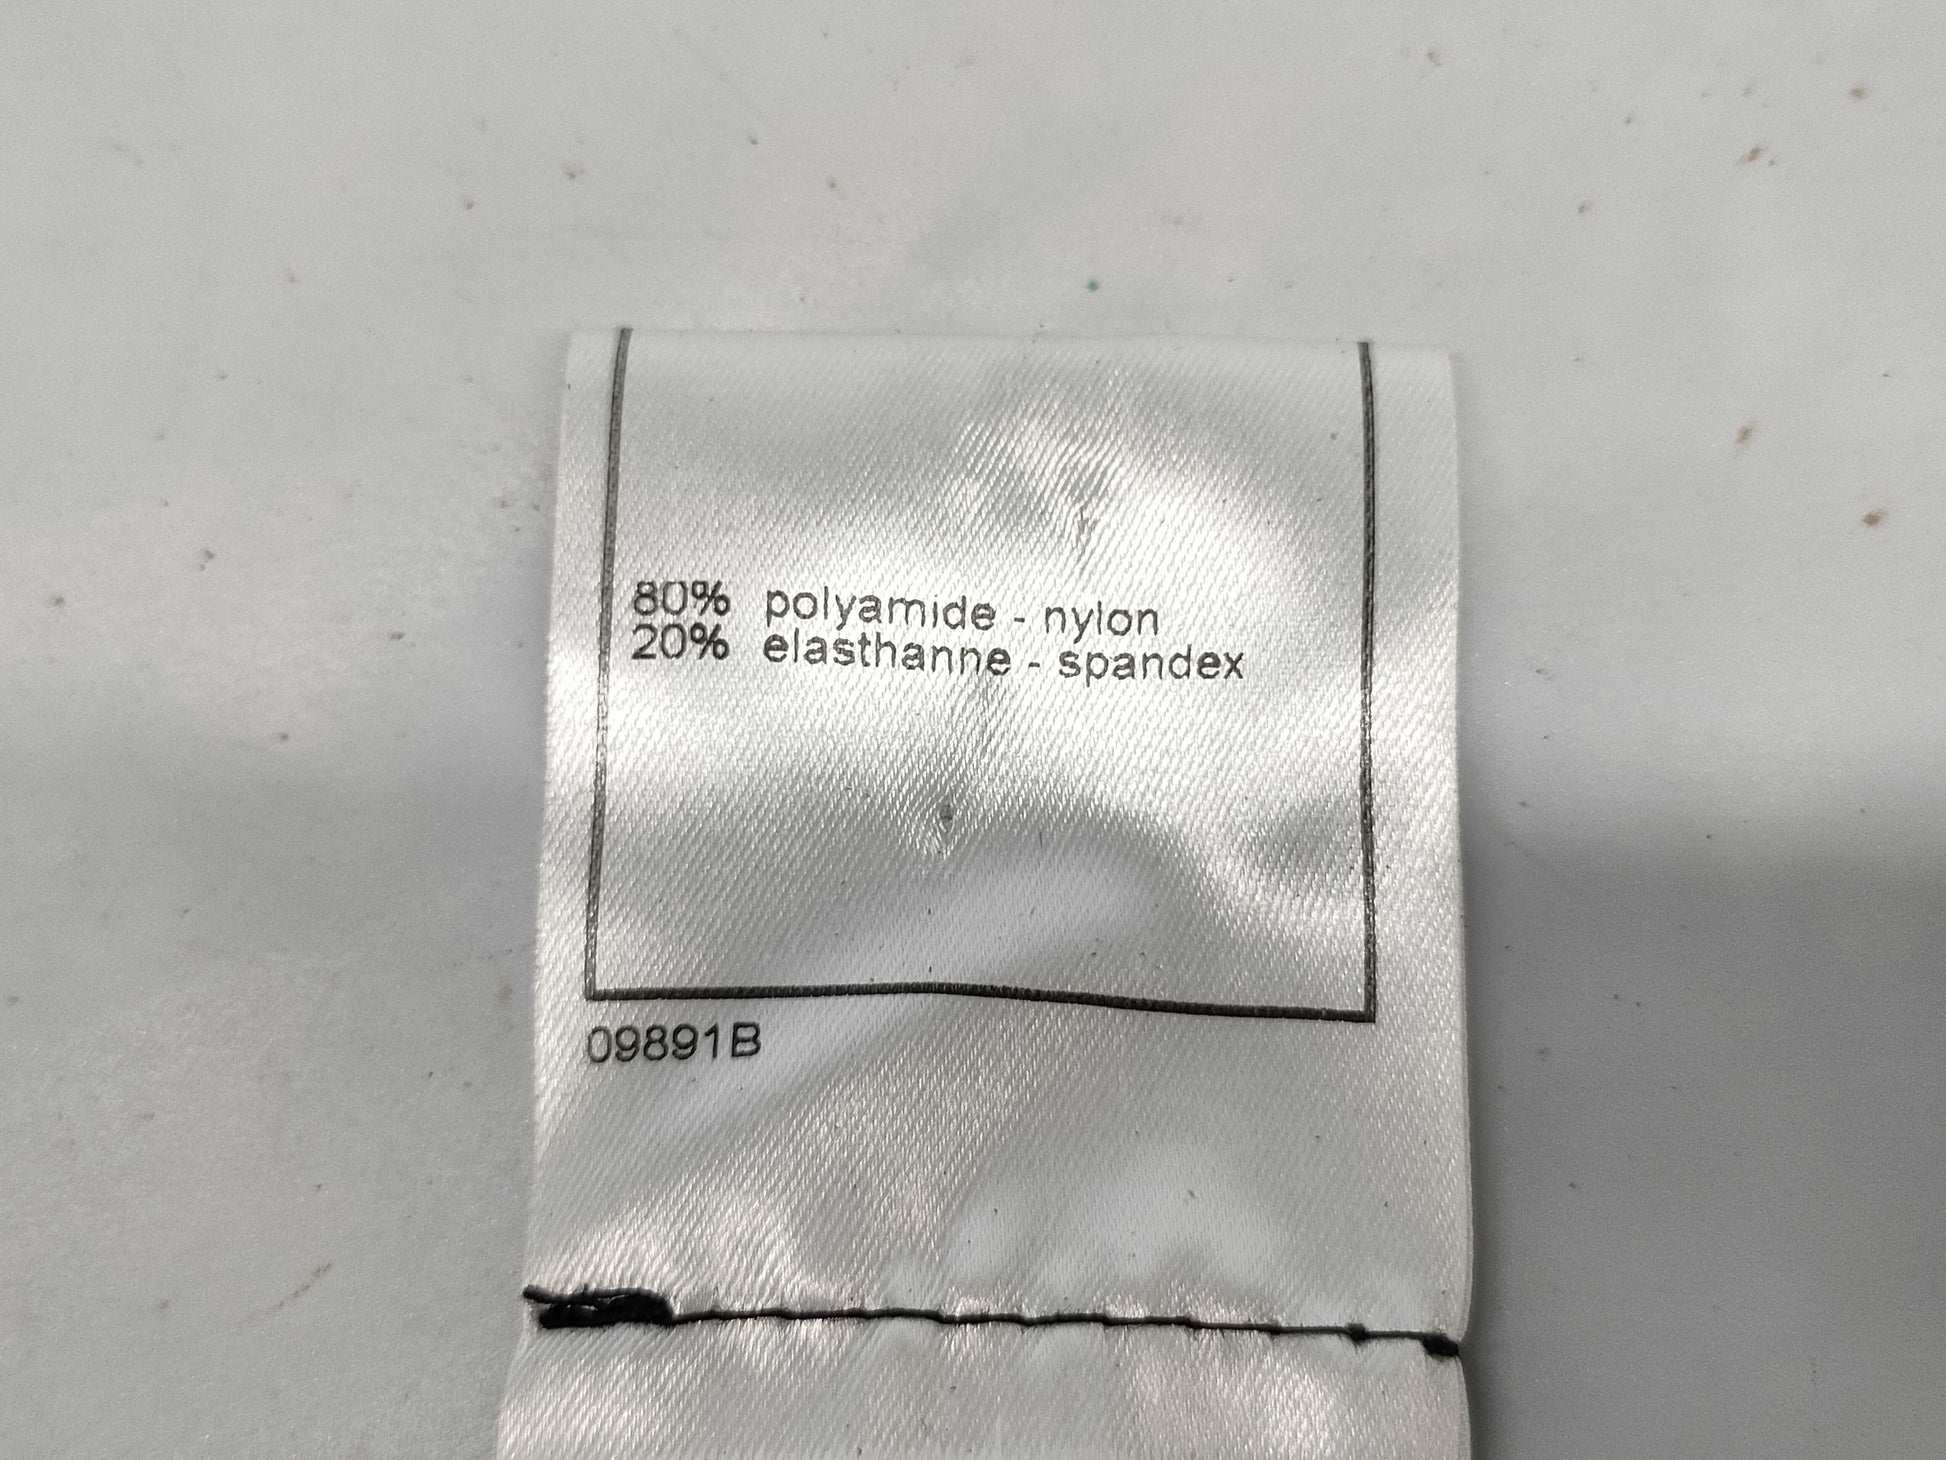 80% polyamide - nylon
20% elasthanne - spandex
09891B